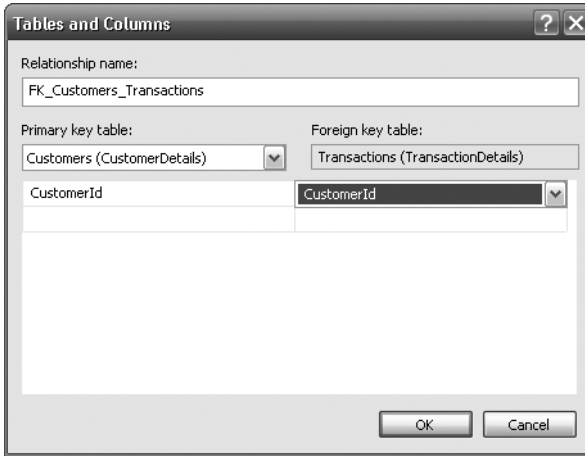 Tables and Columns
Relationship name:
FK_Customers_Transactions
Primary key table:
Foreign key table:
Customers (CustomerDetails)
Transactions (TransactionDetails)
CustomerId
CustomerId
OK
Cancel